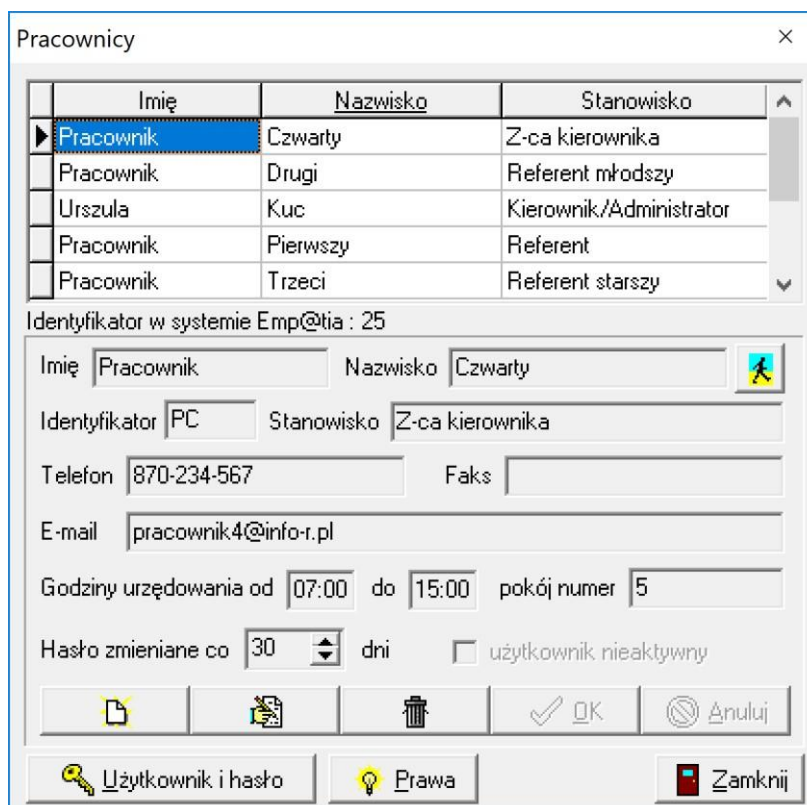 Pracownicy
Imię Nazwisko Stanowisko
Pracownik Czwarty Z-ca kierownika
Pracownik Drugi Referent młodszy
Urszula Kuc Kierownik/Administrator
Pracownik Pierwszy Referent
Pracownik Trzeci Referent starszy
Identyfikator w systemie Emp@tia : 25
Imię Pracownik Nazwisko Czwarty
Identyfikator PC Stanowisko Z-ca kierownika
Telefon 870-234-567 Faks
E-mail pracownik4@info-r.pl
Godziny urzędowania od 07:00 do 15:00 pokój numer 5
Hasło zmieniane co 30 dni użytkownik nieaktywny
OK Anuluj
Użytkownik i hasło Prawa Zamknij